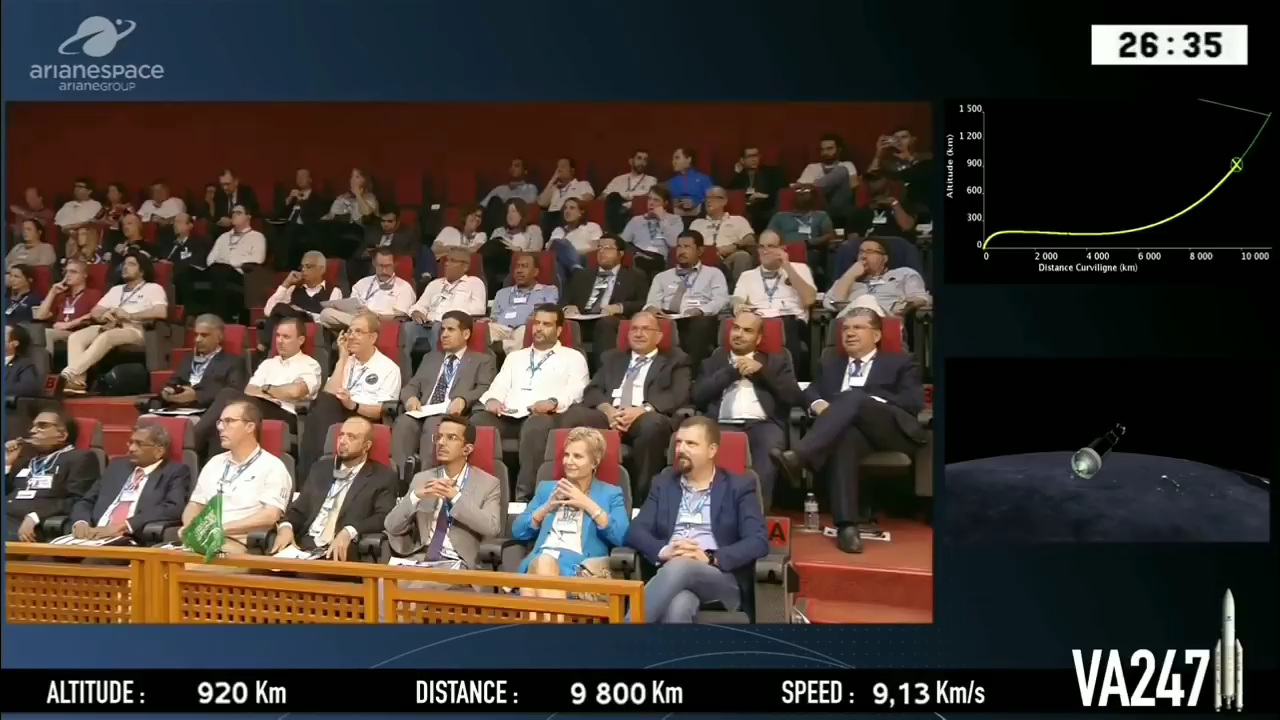 arianespace
arianeGROUP
26:35
1 500
1 200
900
600
300
0
Altitude (km)
0
2 000
4 000
6 000
8 000
10 000
Distance Curviligne (km)
B
A
ALTITUDE : 920 Km
DISTANCE : 9 800 Km
SPEED : 9,13 Km/s
VA247